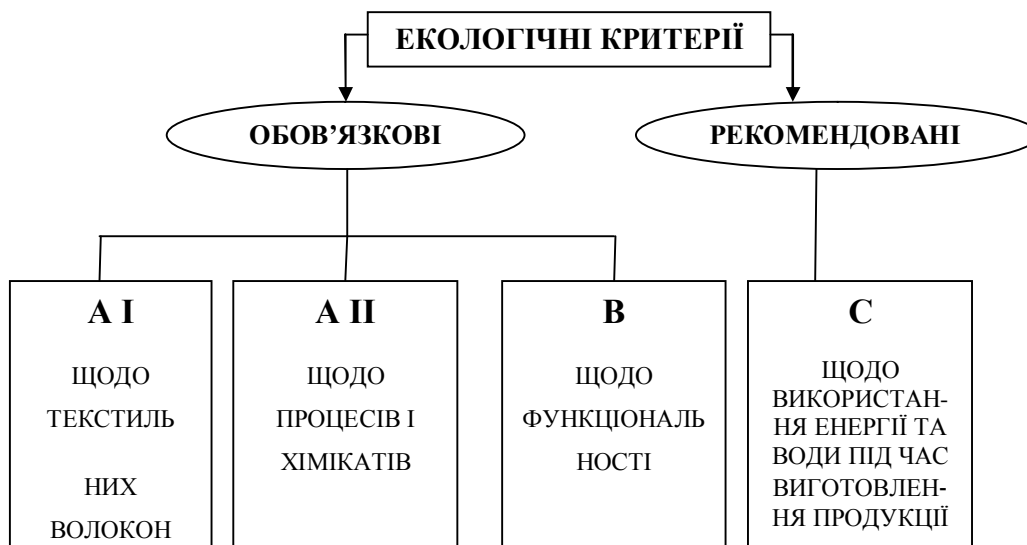 ЕКОЛОГІЧНІ КРИТЕРІЇ
ОБОВ’ЯЗКОВІ
РЕКОМЕНДОВАНІ
А І
ЩОДО
ТЕКСТИЛЬ
НИХ
ВОЛОКОН
А ІІ
ЩОДО
ПРОЦЕСІВ І
ХІМІКАТІВ
В
ЩОДО
ФУНКЦІОНАЛЬ
НОСТІ
С
ЩОДО
ВИКОРИСТАН-
НЯ ЕНЕРГІЇ ТА
ВОДИ ПІД ЧАС
ВИГОТОВЛЕН-
НЯ ПРОДУКЦІЇ